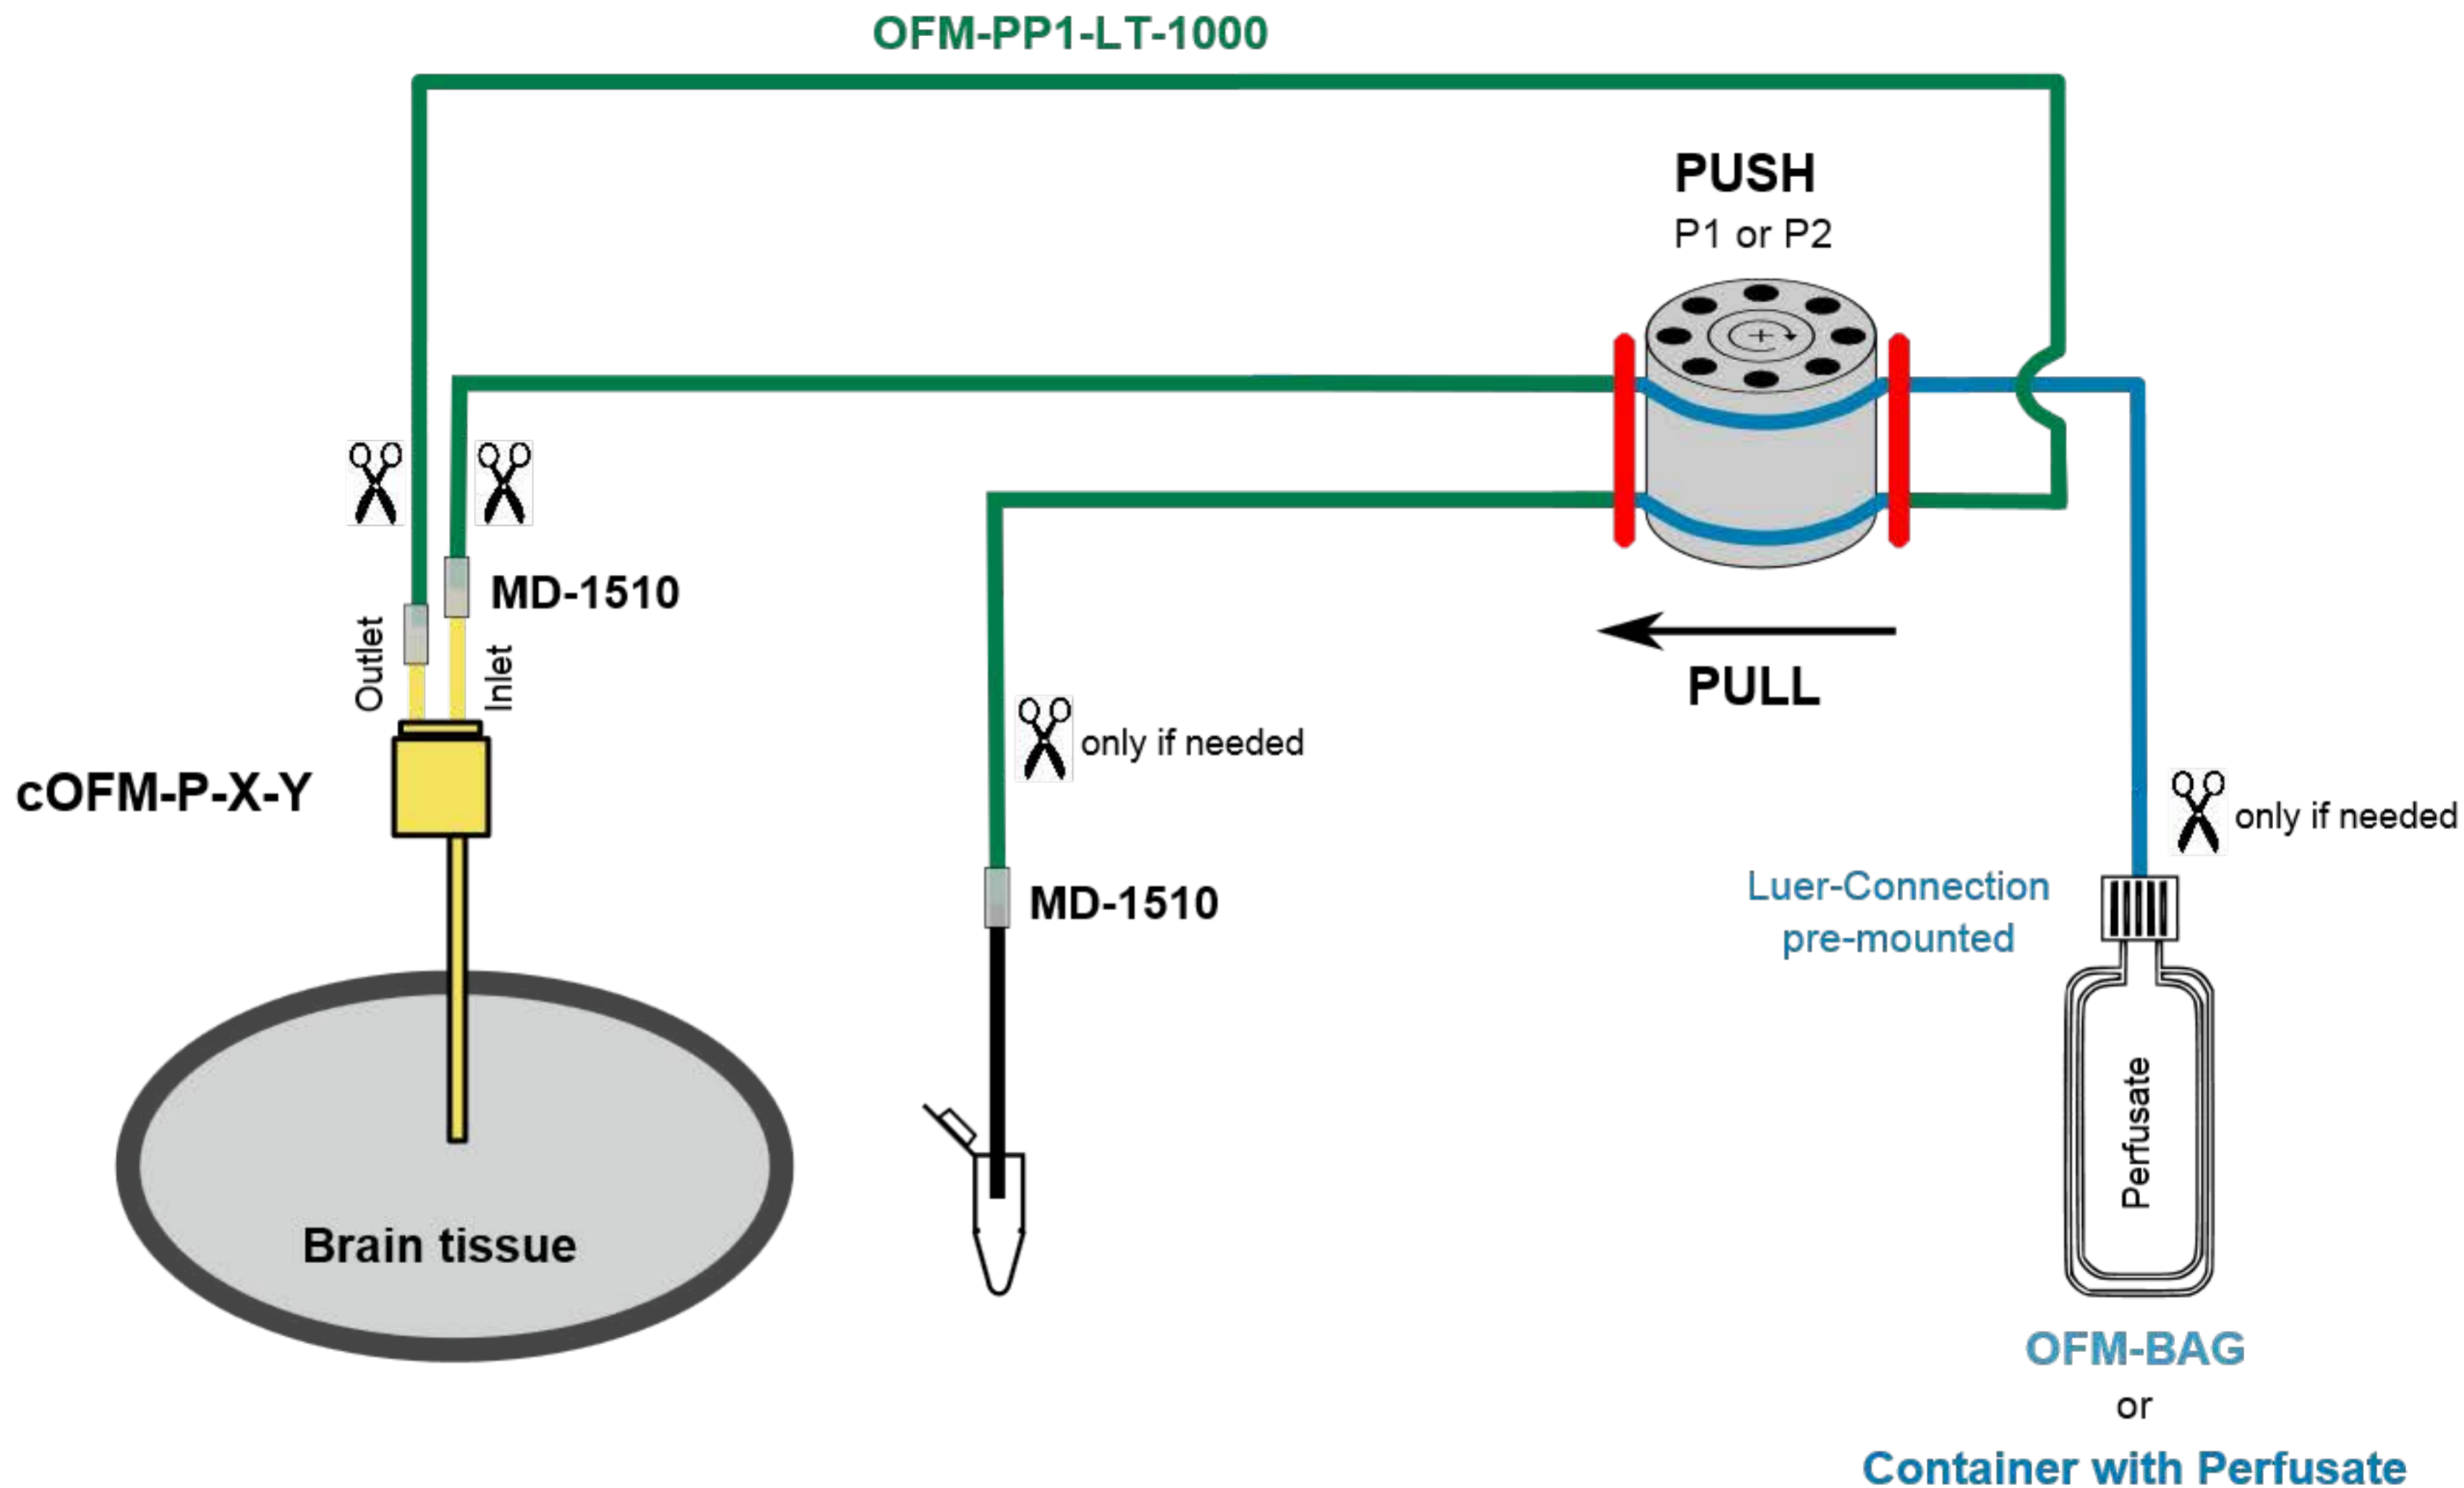 OFM-PP1-LT-1000
PUSH
P1 or P2
MD-1510
Outlet
Inlet
PULL
only if needed
cOFM-P-X-Y
only if needed
Luer-Connection
pre-mounted
MD-1510
Perfusate
Brain tissue
OFM-BAG
or
Container with Perfusate